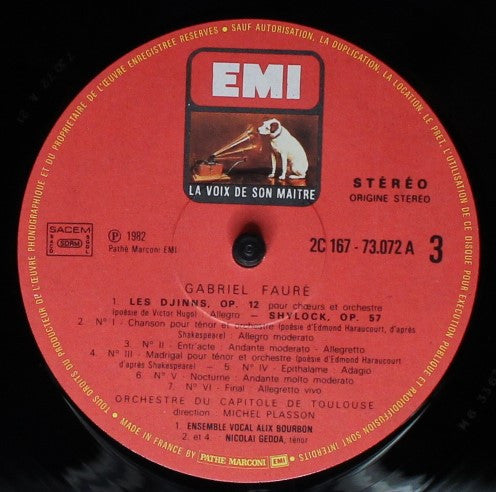 SAUF AUTORISATION, LA DUPLICATION, LA LOCATION, LE PRÊT, L'UTILISATION DE CE DISQUE POUR EXÉCUTION PUBLIQUE ET RADIODIFFUSION SONT INTERDITS •
TOUS DROITS DU PRODUCTEUR DE L'ŒUVRE PHONOGRAPHIQUE ET DU PROPRIÉTAIRE DE L'ŒUVRE ENREGISTRÉE RÉSERVÉS •
EMI
LA VOIX DE SON MAITRE
STÉRÉO
ORIGINE STÉRÉO
SACEM
SACD
SDRM
SGDL
℗ 1982
Pathé Marconi EMI
2C 167 - 73.072 A 3
GABRIEL FAURÉ
1. LES DJINNS, OP. 12 pour chœurs et orchestre
(poésie de Victor Hugo) : Allegro — SHYLOCK, OP. 57
2. N° I - Chanson pour ténor et orchestre (poésie d'Edmond Haraucourt, d'après
Shakespeare) : Allegro moderato
3. N° II - Entr'acte : Andante moderato - Allegretto
4. N° III - Madrigal pour ténor et orchestre (poésie d'Edmond Haraucourt
d'après Shakespeare) - 5. N° IV - Epithalame : Adagio
6. N° V - Nocturne : Andante molto moderato
7. N° VI - Final : Allegretto vivo
ORCHESTRE DU CAPITOLE DE TOULOUSE
direction : MICHEL PLASSON
1. ENSEMBLE VOCAL ALIX BOURBON
2. et 4 : NICOLAI GEDDA, ténor
• MADE IN FRANCE BY PATHE MARCONI EMI •